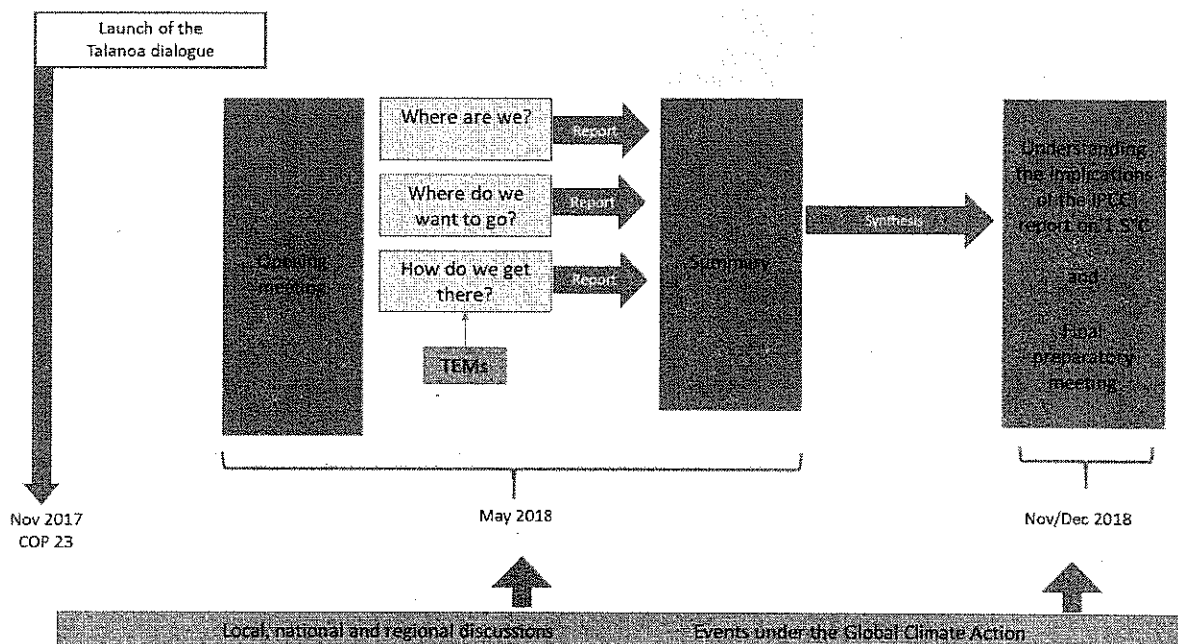 Launch of the
Talanoa dialogue
Opening
meeting
Where are we?
Report
Where do we
want to go?
Report
How do we get
there?
Report
TEMs
Summary
Synthesis
Understanding
the implications
of the IPCC
report on 1.5°C
and
Final
preparatory
meeting
Nov 2017
COP 23
May 2018
Nov/Dec 2018
Local, national and regional discussions
Events under the Global Climate Action